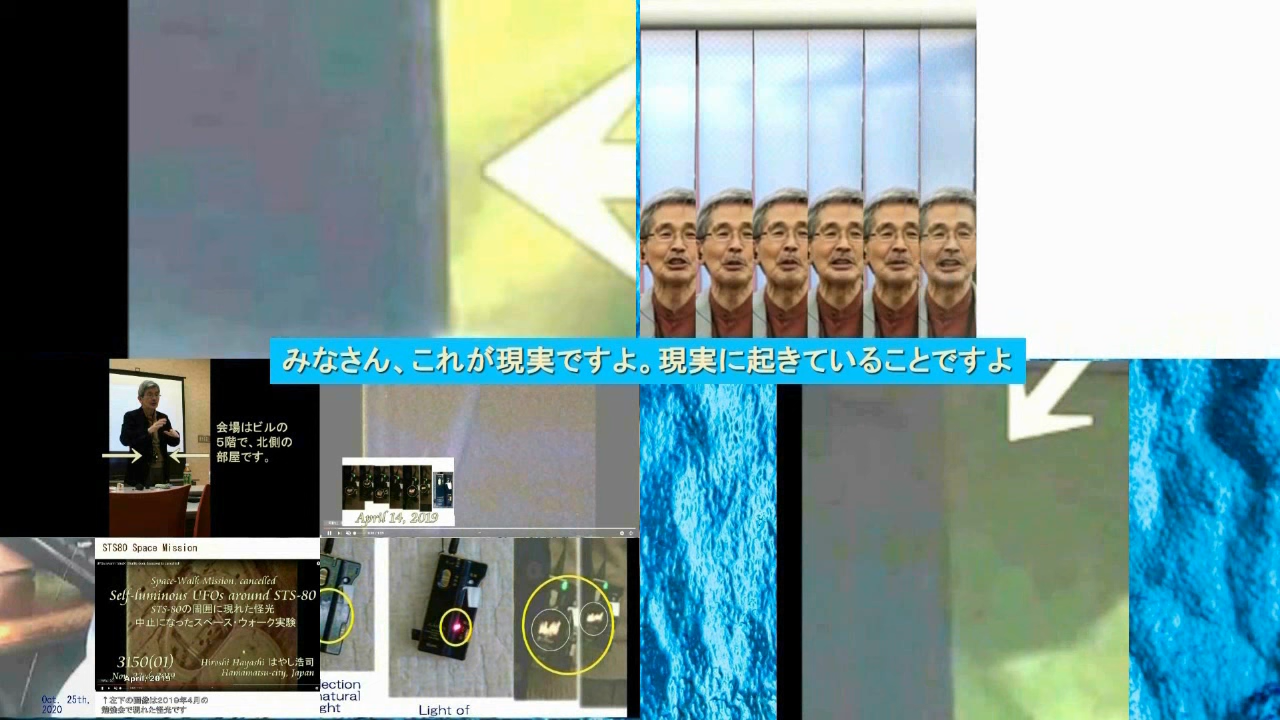 みなさん、これが現実ですよ。現実に起きていることですよ
会場はビルの
5階で、北側の
部屋です。
April 14, 2019
STS80 Space Mission
Space-Walk Mission, cancelled
Self-luminous UFOs around STS-80
STS-80の周囲に現れた怪光
中止になったスペース・ウォーク実験
3150(01)
Hiroshi Hayashi はやし浩司
Hamamatsu-city, Japan
April/2019
Oct. 25th,
2020
↑左下の画像は2019年4月の
勉強会で現れた怪光です
ection
natural
ght
Light of